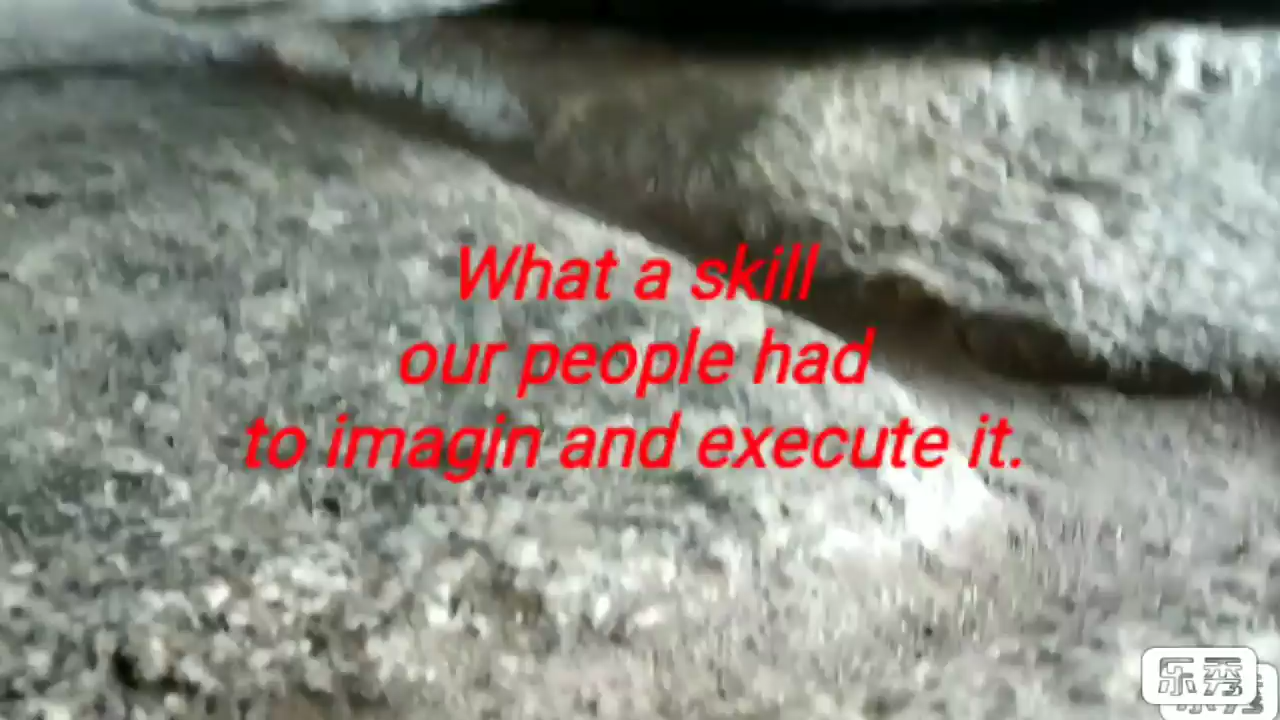 What a skill
our people had
to imagin and execute it.
乐秀